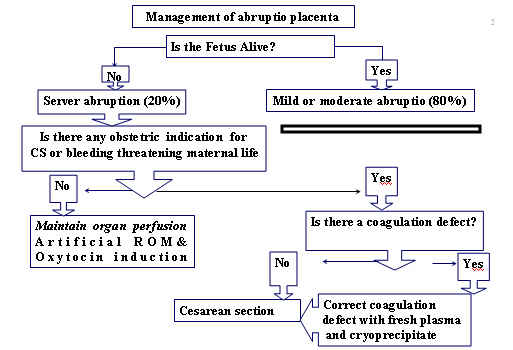 Management of abruptio placenta
2
Is the Fetus Alive?
No
Yes
Server abruption (20%)
Mild or moderate abruptio (80%)
Is there any obstetric indication for
CS or bleeding threatening maternal life
No
Yes
Maintain organ perfusion
Artificial ROM &
Oxytocin induction
Is there a coagulation defect?
No
Yes
Cesarean section
Correct coagulation
defect with fresh plasma
and cryoprecipitate